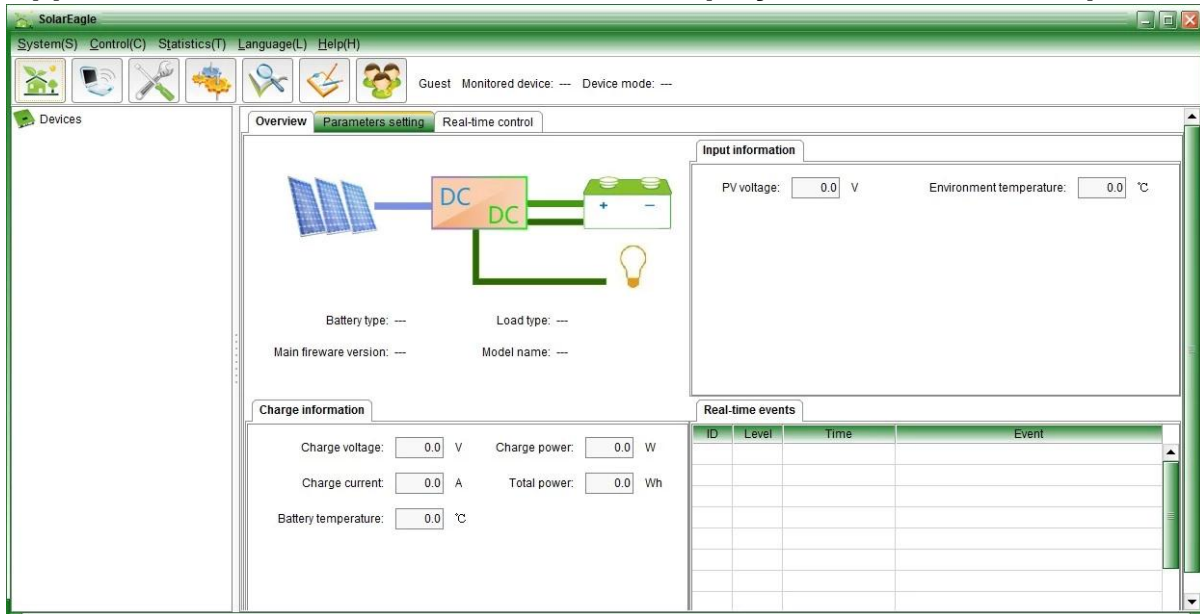 SolarEagle
System(S) Control(C) Statistics(T) Language(L) Help(H)
Guest Monitored device: --- Device mode: ---
Devices
Overview Parameters setting Real-time control
DC
DC
+ −
Battery type: --- Load type: ---
Main fireware version: --- Model name: ---
Input information
PV voltage: 0.0 V Environment temperature: 0.0 ℃
Charge information
Charge voltage: 0.0 V Charge power: 0.0 W
Charge current: 0.0 A Total power: 0.0 Wh
Battery temperature: 0.0 ℃
Real-time events
ID Level Time Event